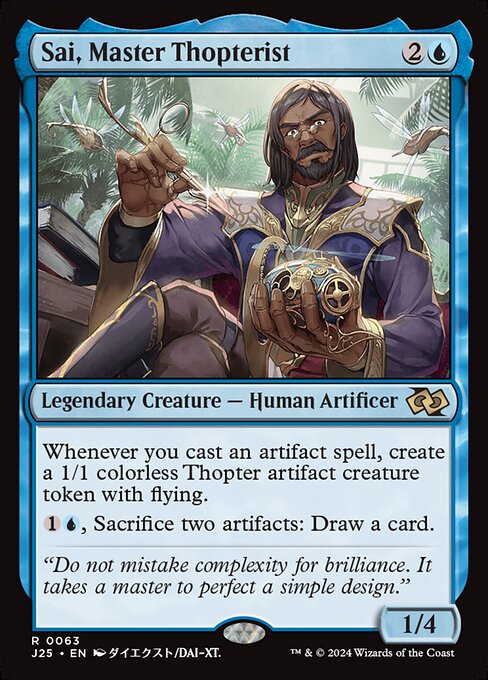 Sai, Master Thopterist 2
Legendary Creature — Human Artificer
Whenever you cast an artifact spell, create
a 1/1 colorless Thopter artifact creature
token with flying.
1, Sacrifice two artifacts: Draw a card.
“Do not mistake complexity for brilliance. It
takes a master to perfect a simple design.”
1/4
R 0063
J25 • EN ダイエクスト/DAI-XT. ™ & © 2024 Wizards of the Coast